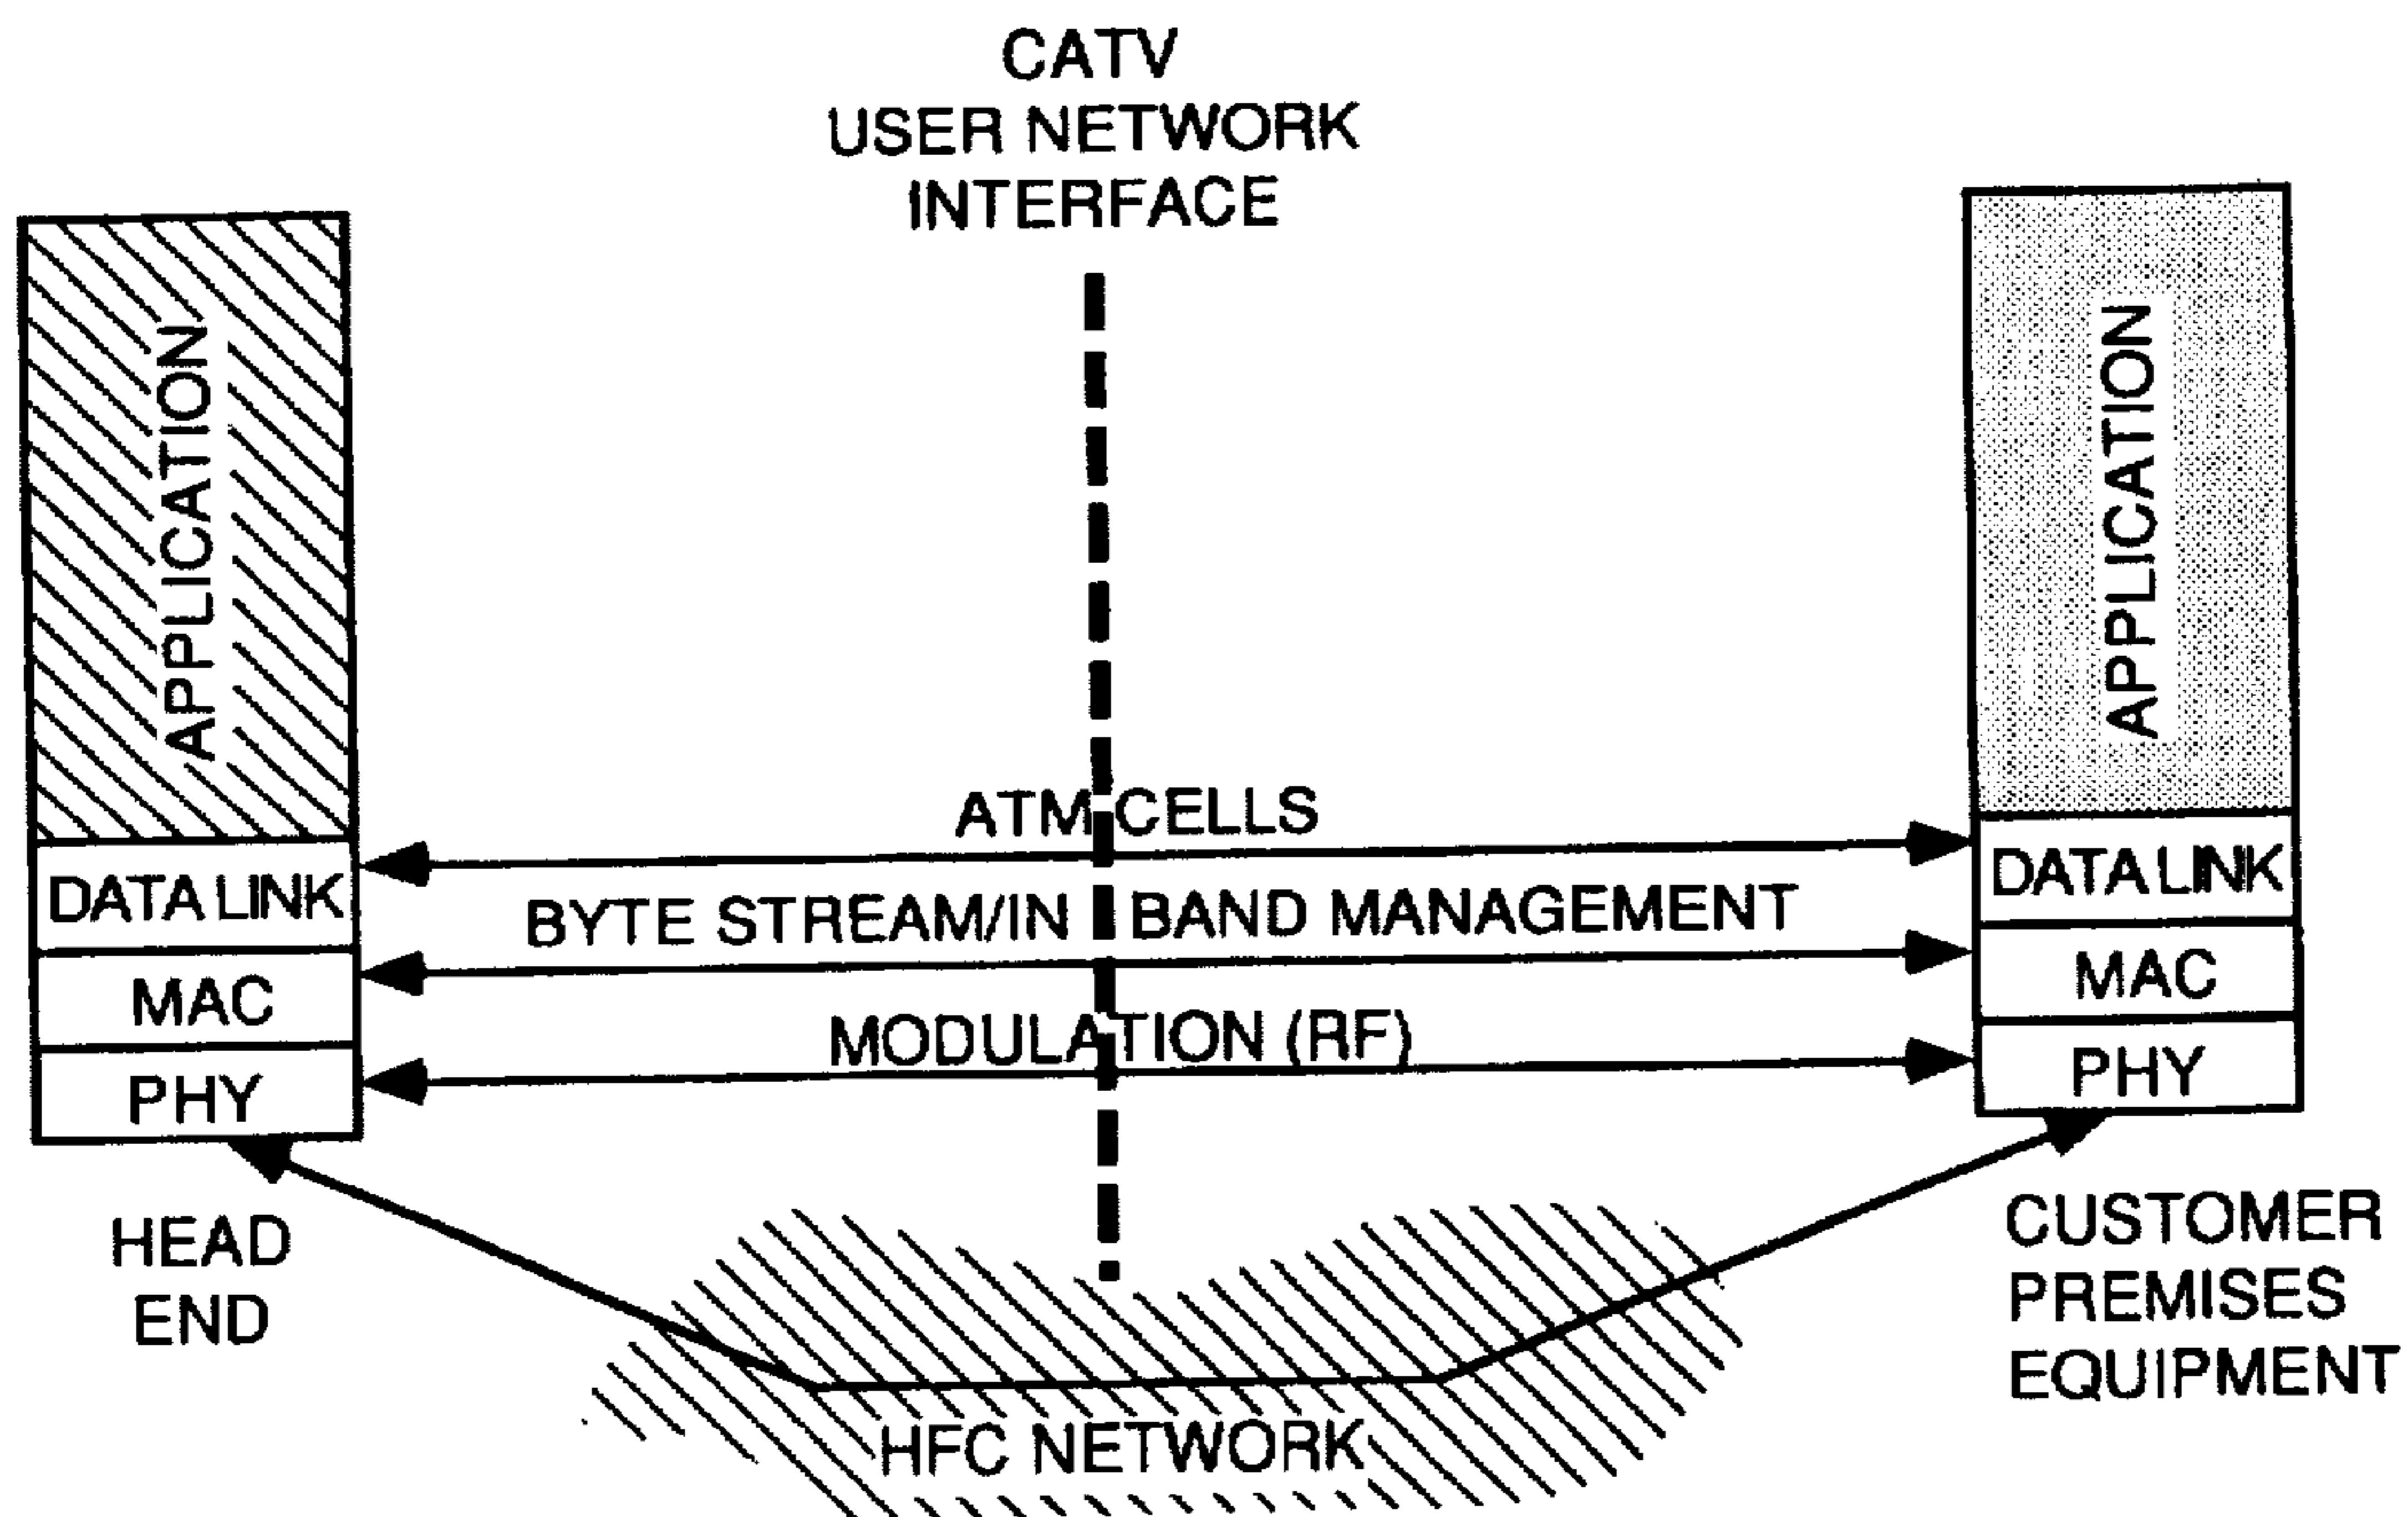 CATV
USER NETWORK
INTERFACE
APPLICATION
APPLICATION
ATM CELLS
DATA LINK
DATA LINK
BYTE STREAM/IN BAND MANAGEMENT
MAC
MAC
MODULATION (RF)
PHY
PHY
HEAD
END
CUSTOMER
PREMISES
EQUIPMENT
HFC NETWORK